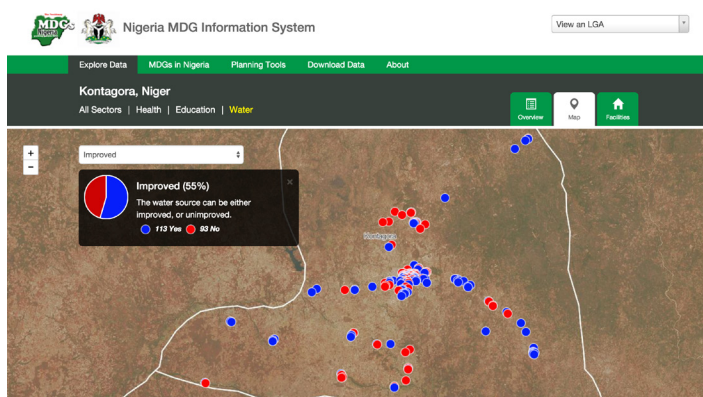 MDGs
NIGERIA
Nigeria MDG Information System
View an LGA
Explore Data
MDGs in Nigeria
Planning Tools
Download Data
About
Kontagora, Niger
All Sectors | Health | Education | Water
Overview
Map
Facilities
+
−
Improved
Improved (55%)
×
The water source can be either
improved, or unimproved.
113 Yes 93 No
Kontagora